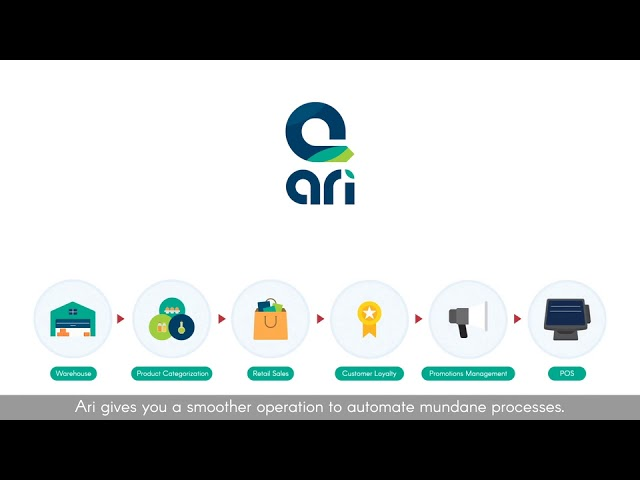 ari
Warehouse
Product Categorization
Retail Sales
Customer Loyalty
Promotions Management
POS
Ari gives you a smoother operation to automate mundane processes.